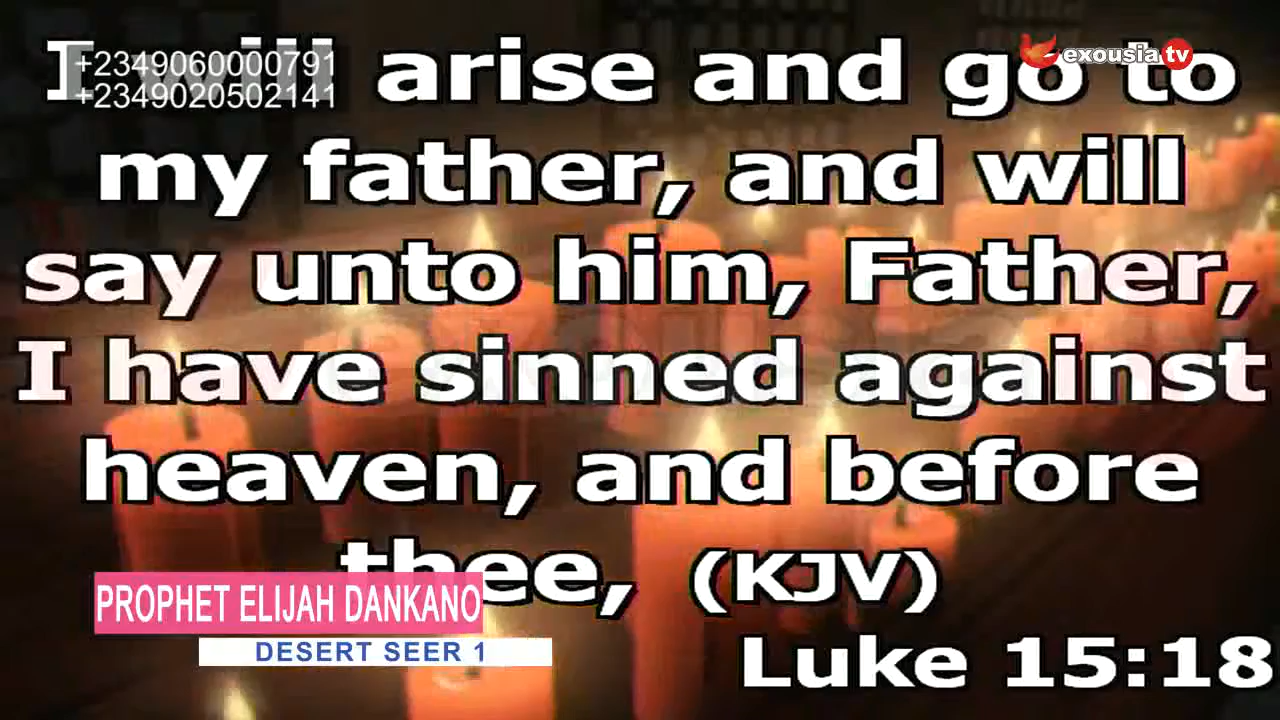 +2349060000791
+2349020502141
exousia tv
I will arise and go to
my father, and will
say unto him, Father,
I have sinned against
heaven, and before
thee, (KJV)
Luke 15:18
PROPHET ELIJAH DANKANO
DESERT SEER 1